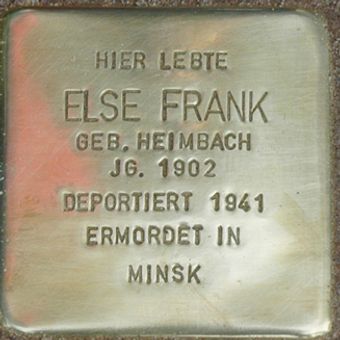 HIER LEBTE
ELSE FRANK
GEB. HEIMBACH
JG. 1902
DEPORTIERT 1941
ERMORDET IN
MINSK